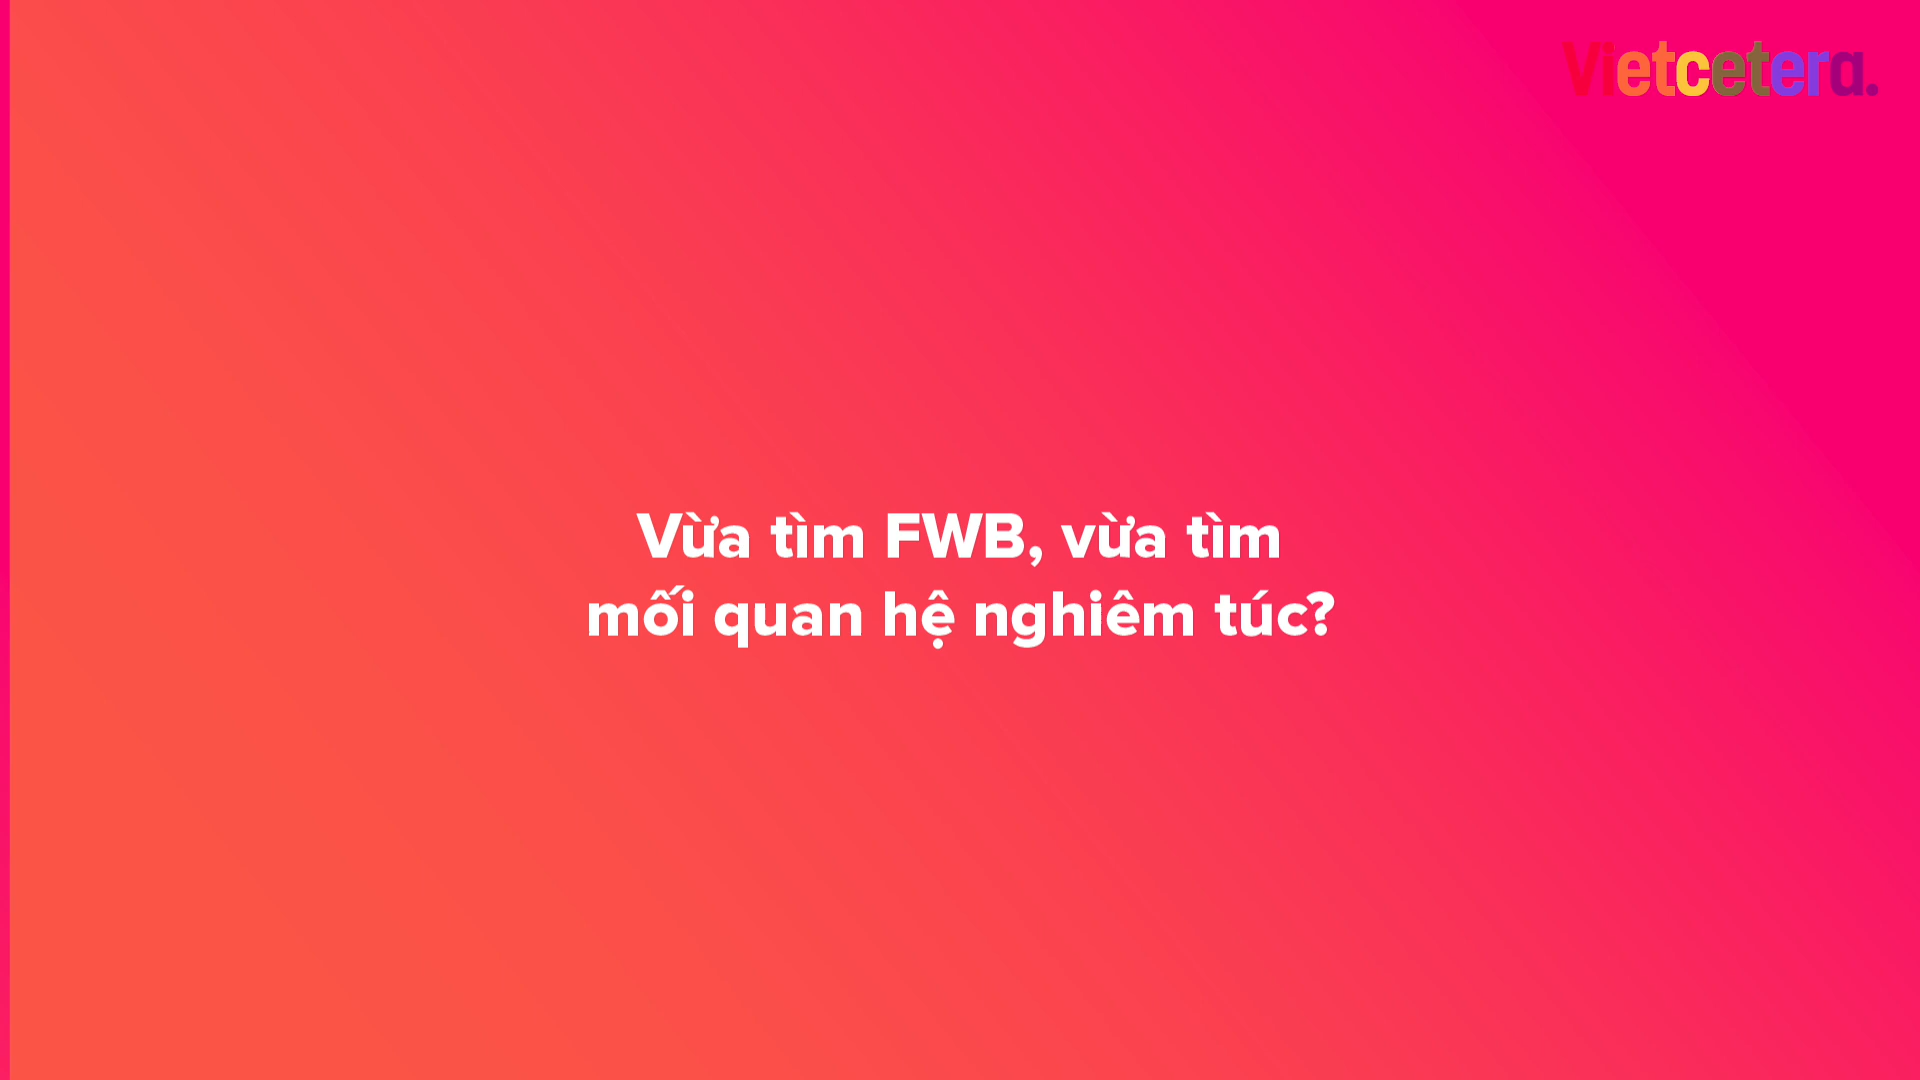 Vietcetera.
Vừa tìm FWB, vừa tìm
mối quan hệ nghiêm túc?